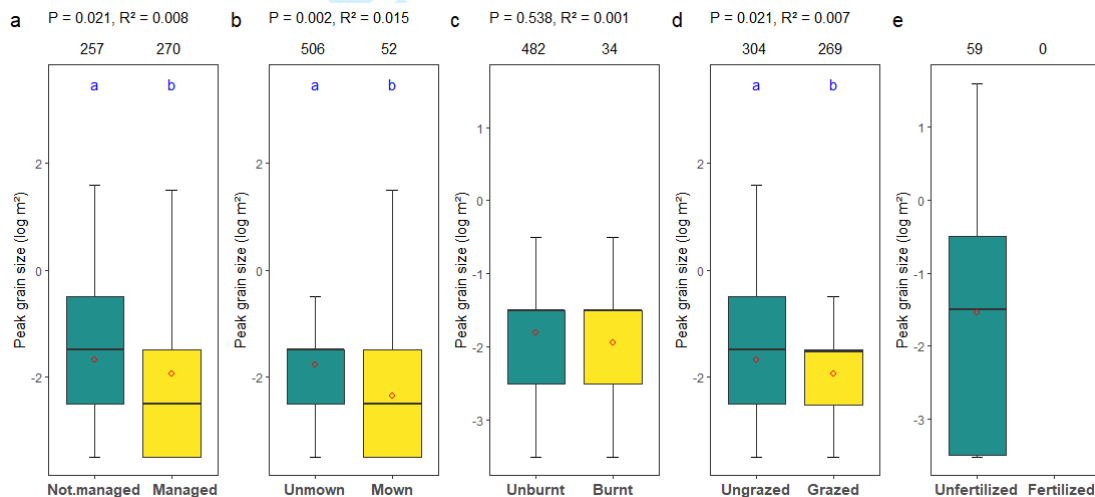 a
P = 0.021, R² = 0.008
257 270
a b
2
0
-2
Peak grain size (log m²)
Not.managed Managed
b
P = 0.002, R² = 0.015
506 52
a b
2
0
-2
Peak grain size (log m²)
Unmown Mown
c
P = 0.538, R² = 0.001
482 34
1
0
-1
-2
-3
Peak grain size (log m²)
Unburnt Burnt
d
P = 0.021, R² = 0.007
304 269
a b
2
0
-2
Peak grain size (log m²)
Ungrazed Grazed
e
59 0
1
0
-1
-2
-3
Peak grain size (log m²)
Unfertilized Fertilized